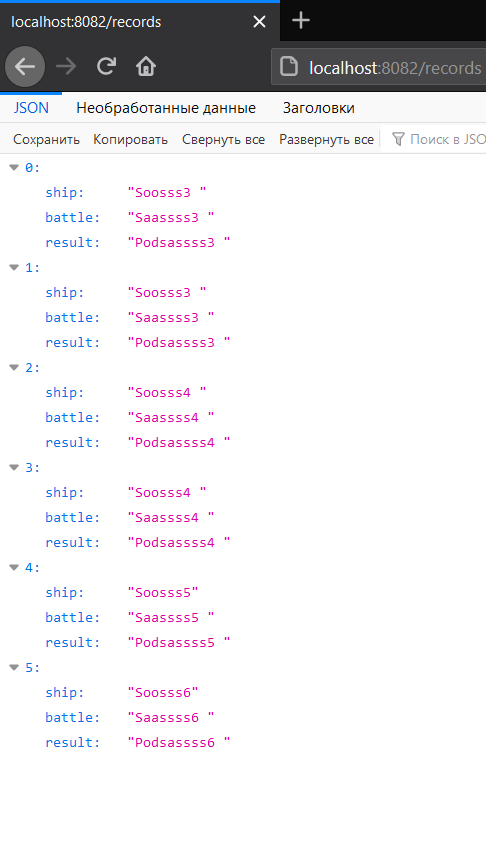 localhost:8082/records
localhost:8082/records
JSON Необработанные данные Заголовки
Сохранить Копировать Свернуть все Развернуть все Поиск в JSO
0:
ship: "Soosss3 "
battle: "Saassss3 "
result: "Podsassss3 "
1:
ship: "Soosss3 "
battle: "Saassss3 "
result: "Podsassss3 "
2:
ship: "Soosss4 "
battle: "Saassss4 "
result: "Podsassss4 "
3:
ship: "Soosss4 "
battle: "Saassss4 "
result: "Podsassss4 "
4:
ship: "Soosss5"
battle: "Saassss5 "
result: "Podsassss5 "
5:
ship: "Soosss6"
battle: "Saassss6 "
result: "Podsassss6 "